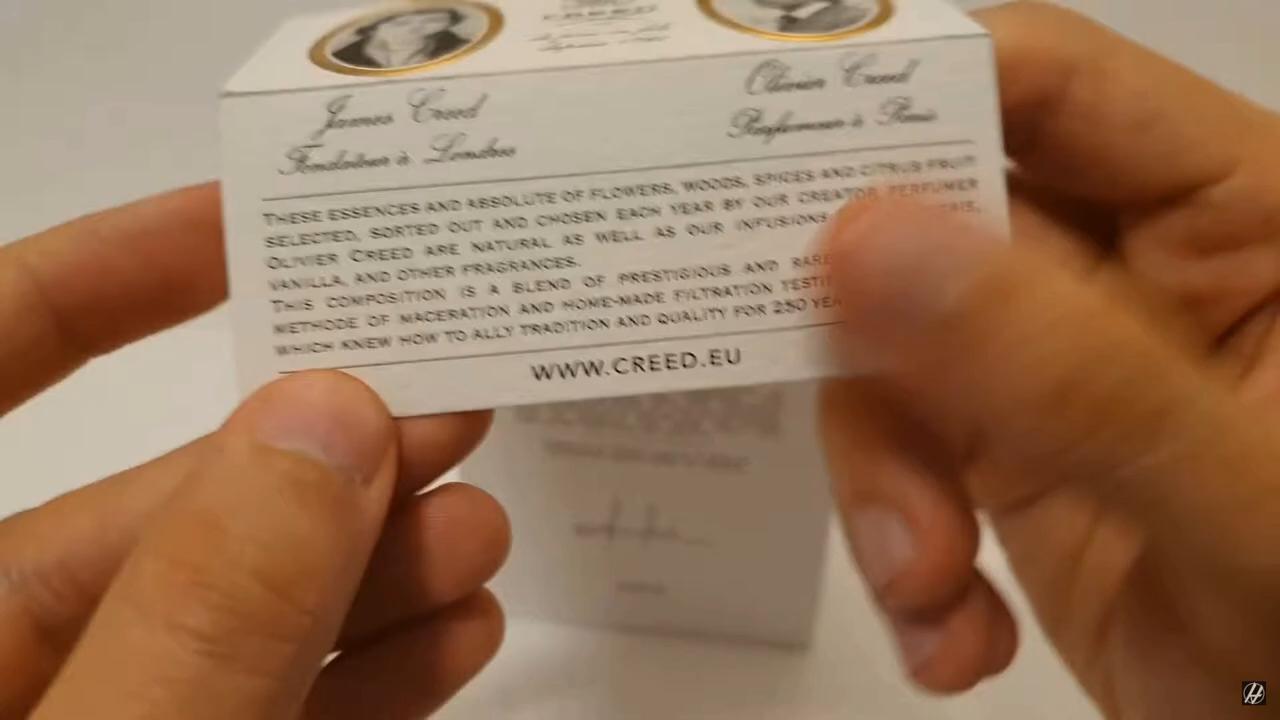 CREED
James Creed
Olivier Creed
Fondateur à Londres
Parfumeur à Paris
THESE ESSENCES AND ABSOLUTE OF FLOWERS, WOODS, SPICES AND CITRUS FRUIT
SELECTED, SORTED OUT AND CHOSEN EACH YEAR BY OUR CREATOR PERFUMER
OLIVIER CREED ARE NATURAL AS WELL AS OUR INFUSIONS
VANILLA, AND OTHER FRAGRANCES.
THIS COMPOSITION IS A BLEND OF PRESTIGIOUS AND RARE
METHODE OF MACERATION AND HOME-MADE FILTRATION
WHICH KNEW HOW TO ALLY TRADITION AND QUALITY FOR 250
WWW.CREED.EU